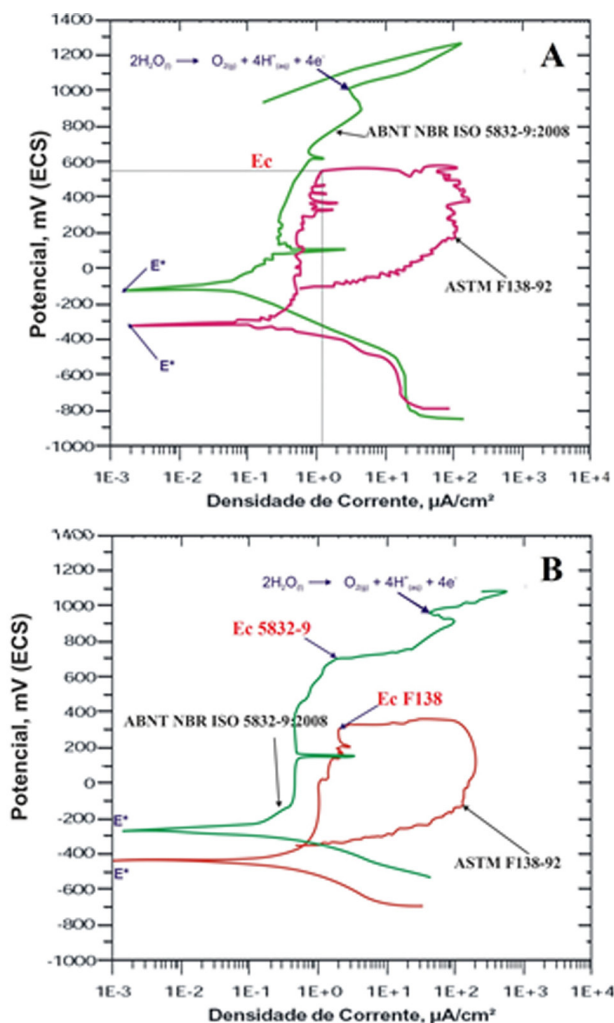 1400
1200
1000
800
600
400
200
0
-200
-400
-600
-800
-1000
Potencial, mV (ECS)
A
2H₂O₍ₗ₎ → O₂₍g₎ + 4H⁺₍aq₎ + 4e⁻
ABNT NBR ISO 5832-9:2008
Ec
ASTM F138-92
E*
E*
1E-3 1E-2 1E-1 1E+0 1E+1 1E+2 1E+3 1E+4
Densidade de Corrente, µA/cm²
1400
1200
1000
800
600
400
200
0
-200
-400
-600
-800
-1000
Potencial, mV (ECS)
B
2H₂O₍ₗ₎ → O₂₍g₎ + 4H⁺₍aq₎ + 4e⁻
Ec 5832-9
Ec F138
ABNT NBR ISO 5832-9:2008
E*
ASTM F138-92
E*
1E-3 1E-2 1E-1 1E+0 1E+1 1E+2 1E+3 1E+4
Densidade de Corrente, µA/cm²